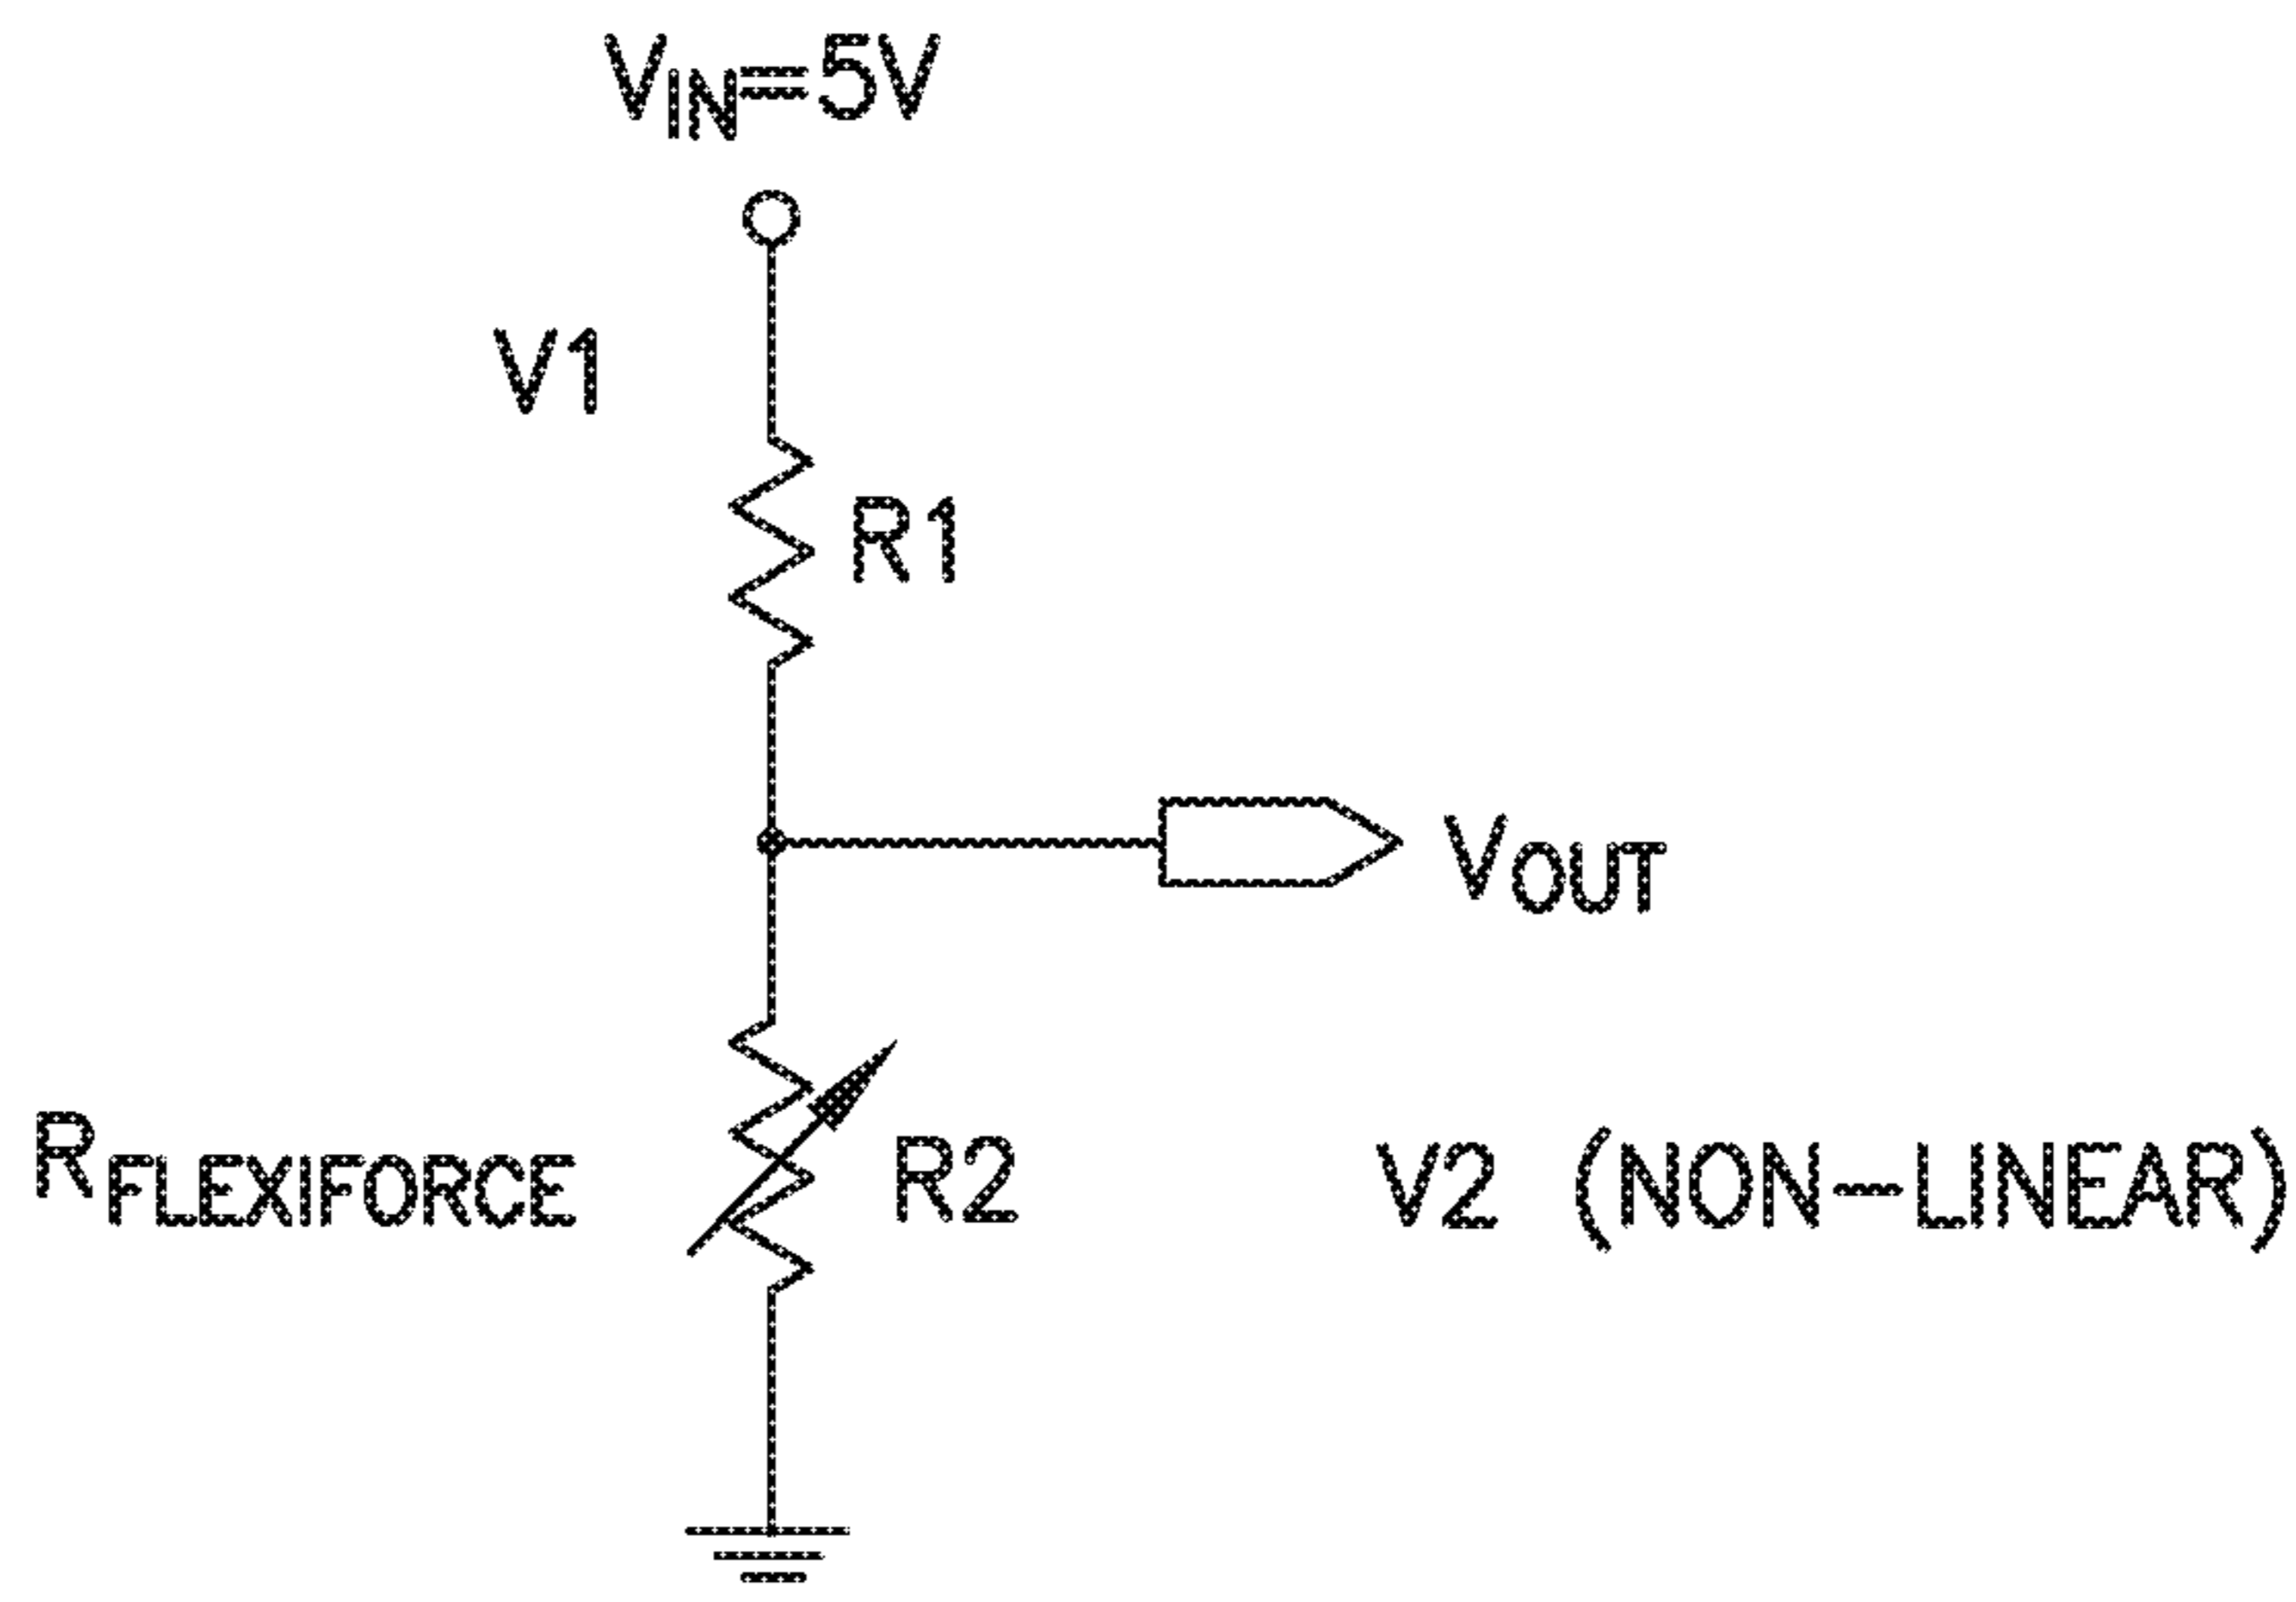 VIN=5V
V1
R1
VOUT
RFLEXIFORCE
R2
V2 (NON-LINEAR)